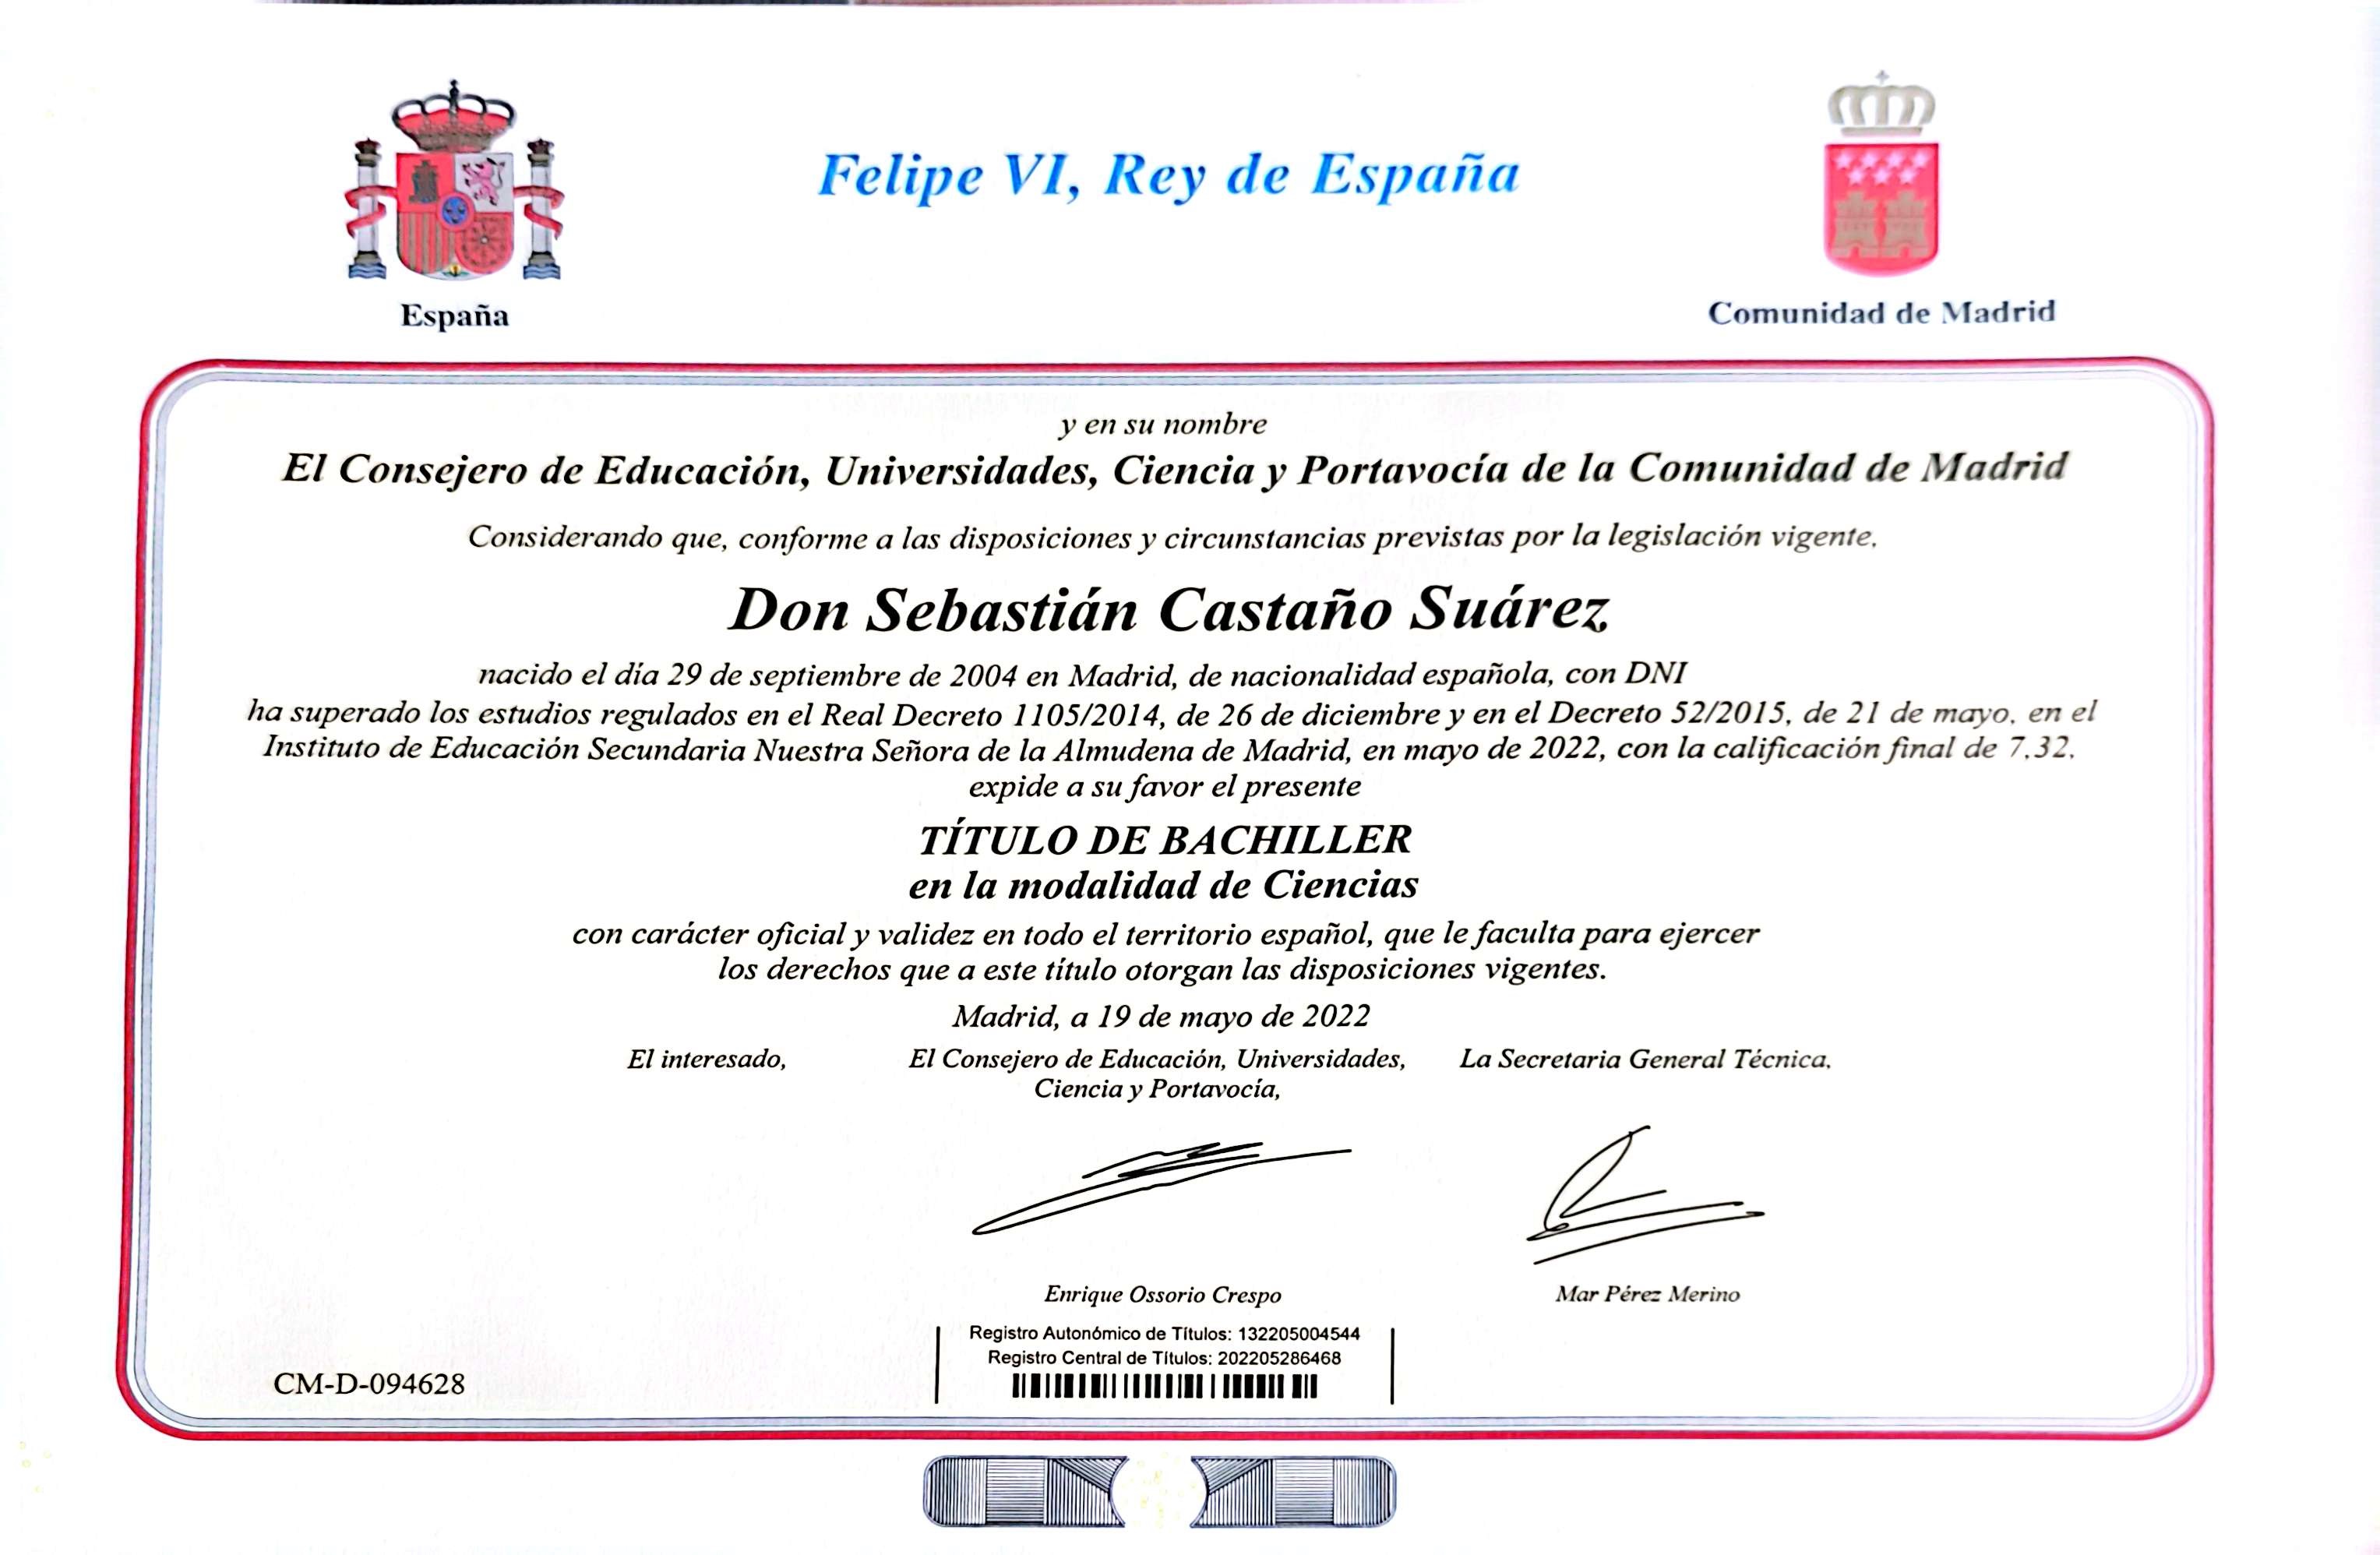 Felipe VI, Rey de España
España
Comunidad de Madrid
y en su nombre
El Consejero de Educación, Universidades, Ciencia y Portavocía de la Comunidad de Madrid
Considerando que, conforme a las disposiciones y circunstancias previstas por la legislación vigente,
Don Sebastián Castaño Suárez
nacido el día 29 de septiembre de 2004 en Madrid, de nacionalidad española, con DNI
ha superado los estudios regulados en el Real Decreto 1105/2014, de 26 de diciembre y en el Decreto 52/2015, de 21 de mayo, en el
Instituto de Educación Secundaria Nuestra Señora de la Almudena de Madrid, en mayo de 2022, con la calificación final de 7,32,
expide a su favor el presente
TÍTULO DE BACHILLER
en la modalidad de Ciencias
con carácter oficial y validez en todo el territorio español, que le faculta para ejercer
los derechos que a este título otorgan las disposiciones vigentes.
Madrid, a 19 de mayo de 2022
El interesado,
El Consejero de Educación, Universidades,
Ciencia y Portavocía,
La Secretaria General Técnica,
Enrique Ossorio Crespo
Mar Pérez Merino
Registro Autonómico de Títulos: 132205004544
Registro Central de Títulos: 202205286468
CM-D-094628